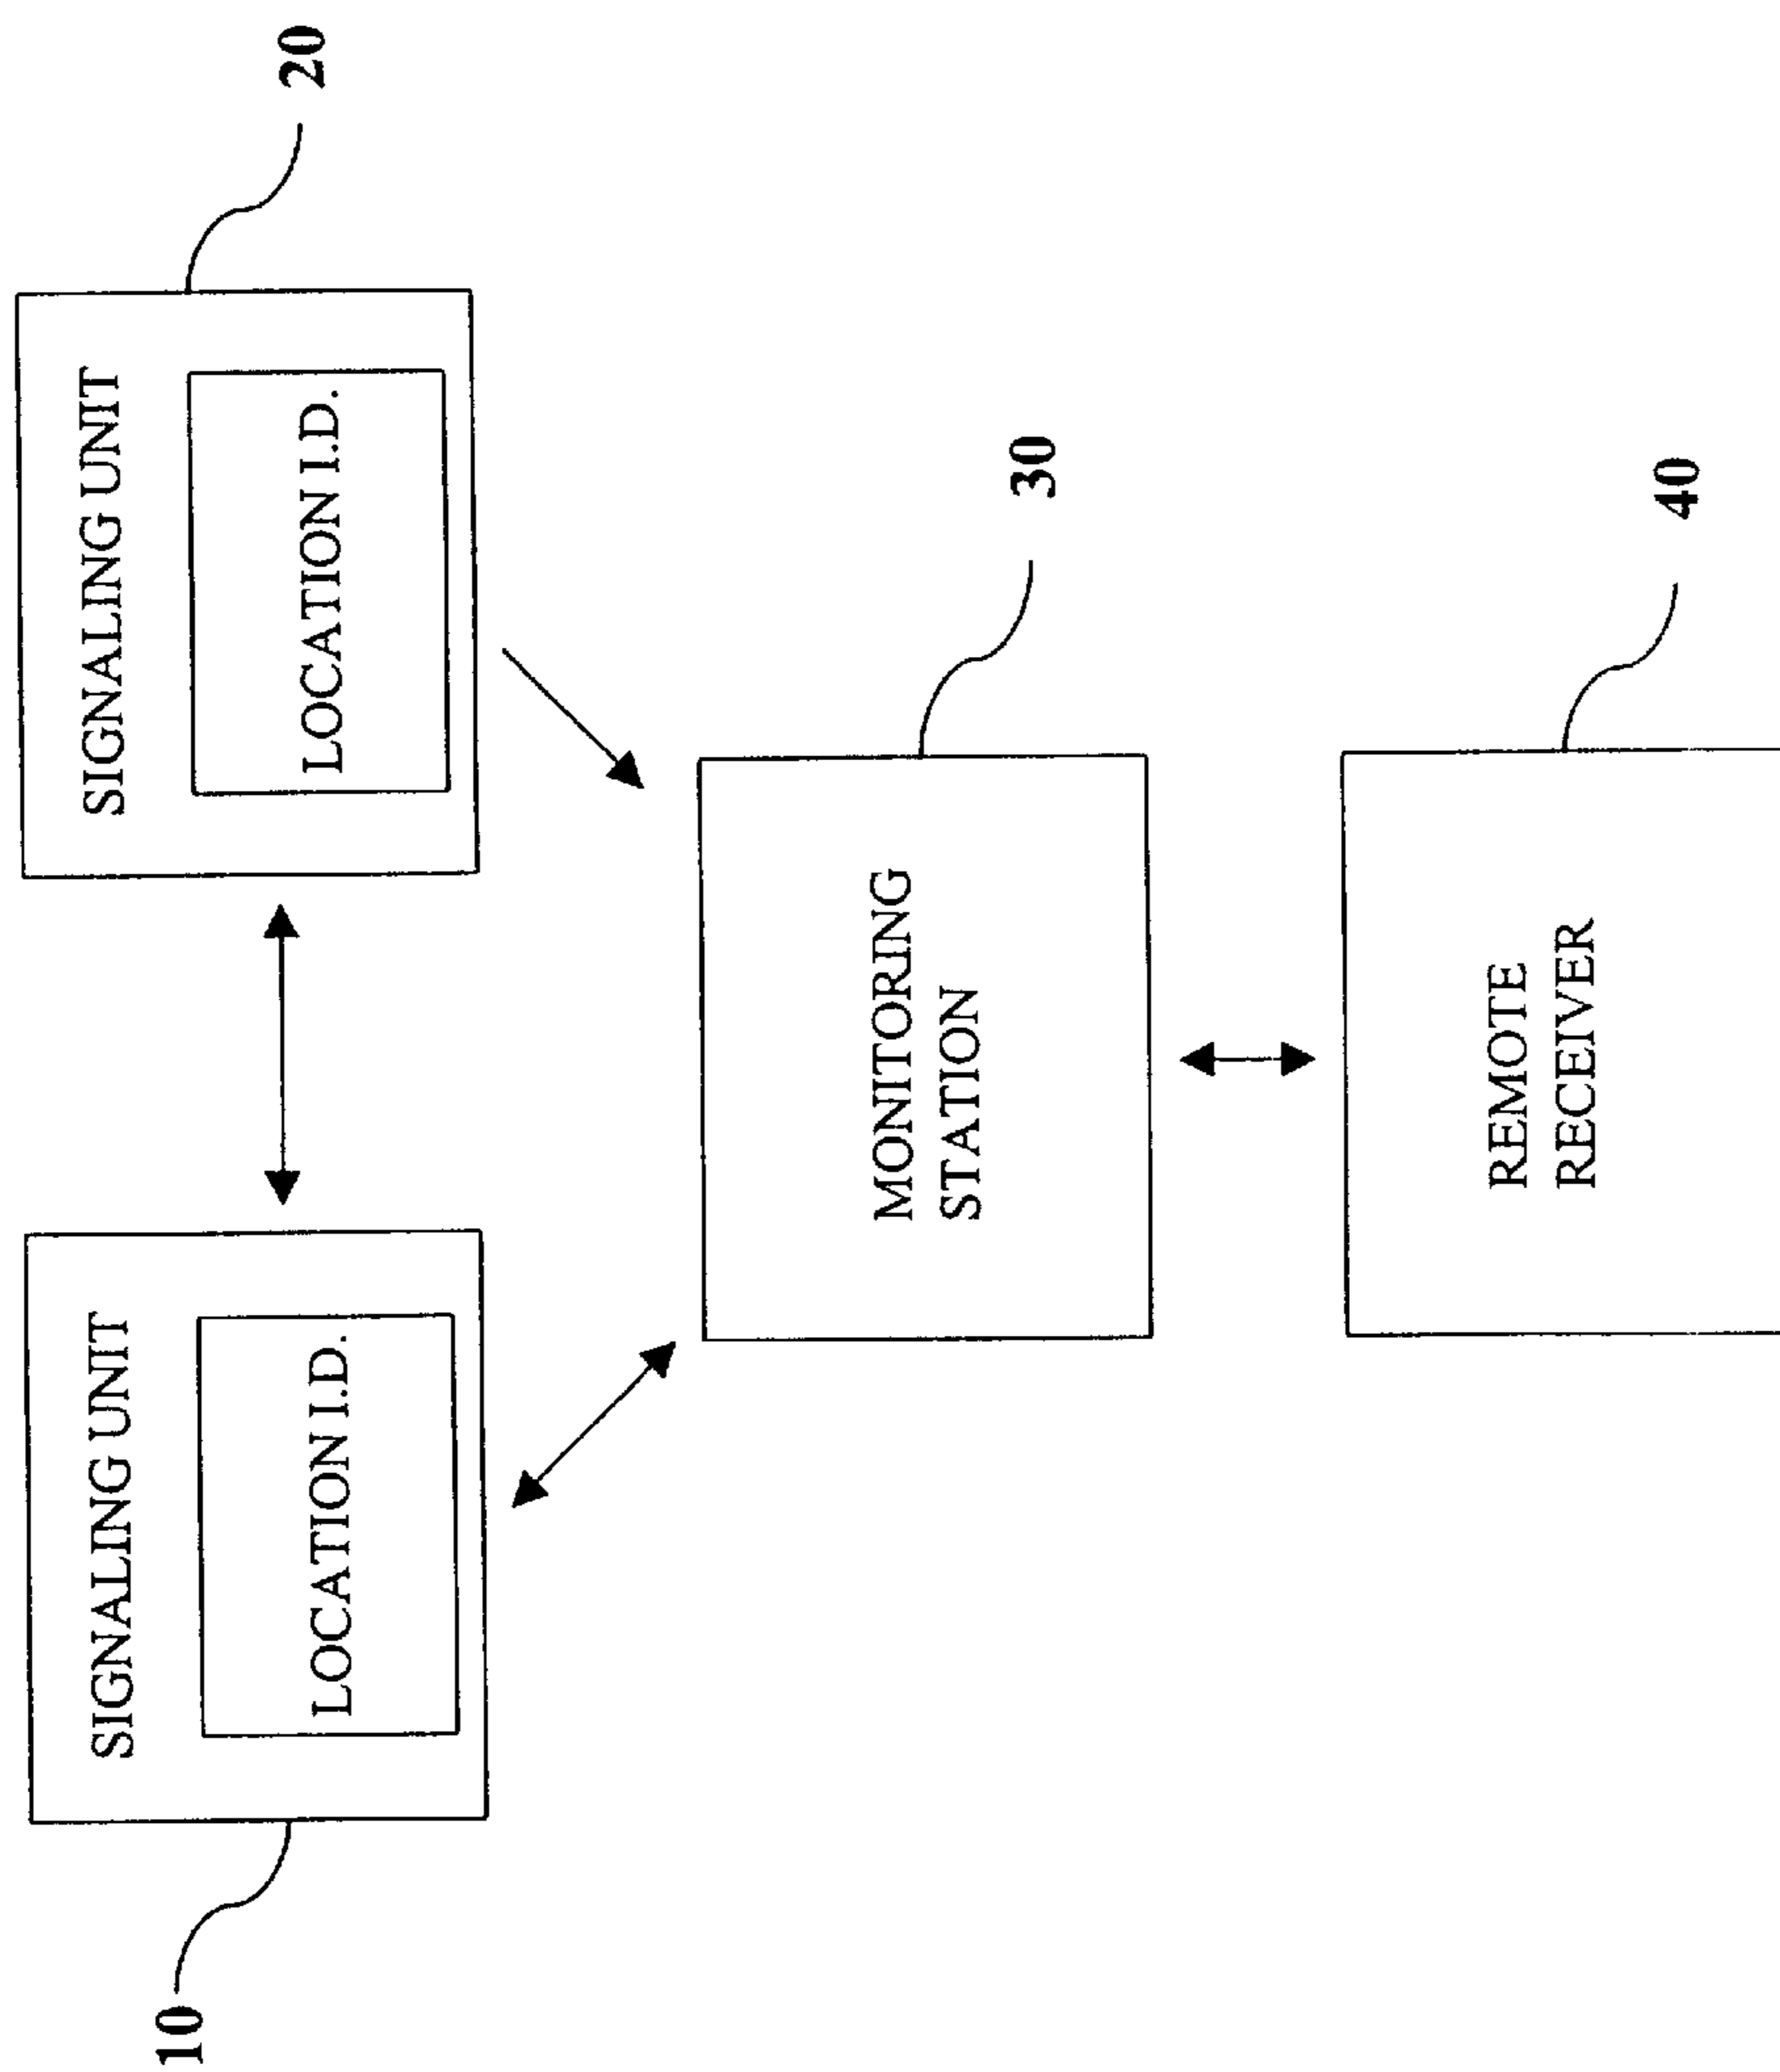 10
SIGNALING UNIT
LOCATION I.D.
SIGNALING UNIT
LOCATION I.D.
20
MONITORING
STATION
30
REMOTE
RECEIVER
40